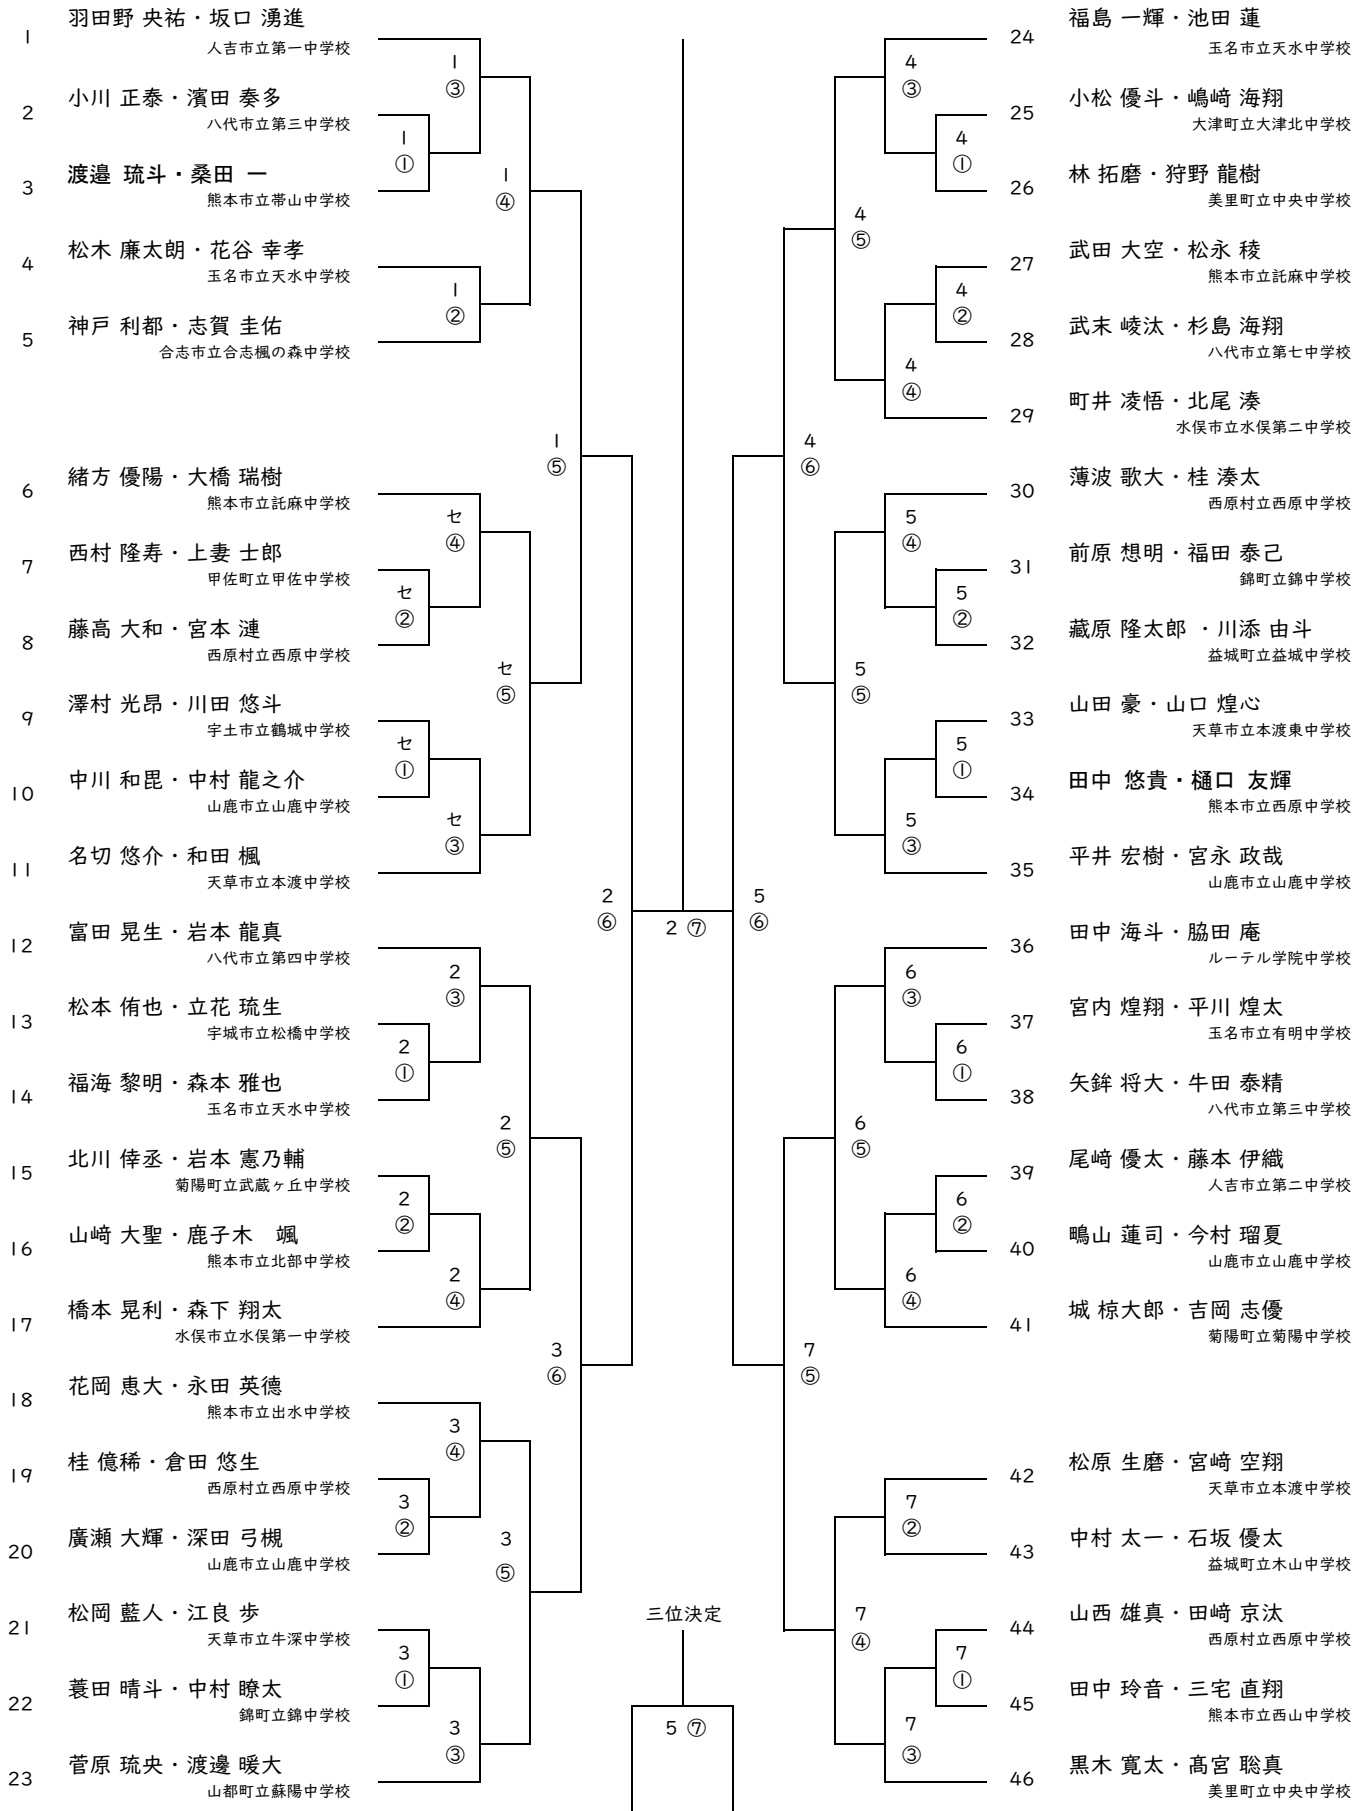 1 羽田野 央祐・坂口 湧進
人吉市立第一中学校
2 小川 正泰・濱田 奏多
八代市立第三中学校
3 渡邉 琉斗・桑田 一
熊本市立帯山中学校
4 松木 廉太朗・花谷 幸孝
玉名市立天水中学校
5 神戸 利都・志賀 圭佑
合志市立合志楓の森中学校
6 緒方 優陽・大橋 瑞樹
熊本市立託麻中学校
7 西村 隆寿・上妻 士郎
甲佐町立甲佐中学校
8 藤高 大和・宮本 漣
西原村立西原中学校
9 澤村 光昂・川田 悠斗
宇土市立鶴城中学校
10 中川 和毘・中村 龍之介
山鹿市立山鹿中学校
11 名切 悠介・和田 楓
天草市立本渡中学校
12 富田 晃生・岩本 龍真
八代市立第四中学校
13 松本 侑也・立花 琉生
宇城市立松橋中学校
14 福海 黎明・森本 雅也
玉名市立天水中学校
15 北川 倖丞・岩本 憲乃輔
菊陽町立武蔵ヶ丘中学校
16 山﨑 大聖・鹿子木　颯
熊本市立北部中学校
17 橋本 晃利・森下 翔太
水俣市立水俣第一中学校
18 花岡 恵大・永田 英德
熊本市立出水中学校
19 桂 億稀・倉田 悠生
西原村立西原中学校
20 廣瀬 大輝・深田 弓槻
山鹿市立山鹿中学校
21 松岡 藍人・江良 歩
天草市立牛深中学校
22 蓑田 晴斗・中村 瞭太
錦町立錦中学校
23 菅原 琉央・渡邊 暖大
山都町立蘇陽中学校
1
③
1
①
1
④
1
②
1
⑤
セ
④
セ
②
セ
⑤
セ
①
セ
③
2
⑥
2
③
2
①
2
⑤
2
②
2
④
3
⑥
3
④
3
②
3
⑤
3
①
3
③
2 ⑦
三位決定
5 ⑦
4
③
4
①
4
⑤
4
②
4
④
4
⑥
5
④
5
②
5
⑤
5
①
5
③
5
⑥
6
③
6
①
6
⑤
6
②
6
④
7
⑤
7
②
7
④
7
①
7
③
24 福島 一輝・池田 蓮
玉名市立天水中学校
25 小松 優斗・嶋﨑 海翔
大津町立大津北中学校
26 林 拓磨・狩野 龍樹
美里町立中央中学校
27 武田 大空・松永 稜
熊本市立託麻中学校
28 武末 崚汰・杉島 海翔
八代市立第七中学校
29 町井 凌悟・北尾 湊
水俣市立水俣第二中学校
30 薄波 歌大・桂 湊太
西原村立西原中学校
31 前原 想明・福田 泰己
錦町立錦中学校
32 藏原 隆太郎 ・川添 由斗
益城町立益城中学校
33 山田 豪・山口 煌心
天草市立本渡東中学校
34 田中 悠貴・樋口 友輝
熊本市立西原中学校
35 平井 宏樹・宮永 政哉
山鹿市立山鹿中学校
36 田中 海斗・脇田 庵
ルーテル学院中学校
37 宮内 煌翔・平川 煌太
玉名市立有明中学校
38 矢鉾 将大・牛田 泰精
八代市立第三中学校
39 尾﨑 優太・藤本 伊織
人吉市立第二中学校
40 鴫山 蓮司・今村 瑠夏
山鹿市立山鹿中学校
41 城 椋大郎・吉岡 志優
菊陽町立菊陽中学校
42 松原 生磨・宮﨑 空翔
天草市立本渡中学校
43 中村 太一・石坂 優太
益城町立木山中学校
44 山西 雄真・田﨑 京汰
西原村立西原中学校
45 田中 玲音・三宅 直翔
熊本市立西山中学校
46 黒木 寛太・髙宮 聡真
美里町立中央中学校